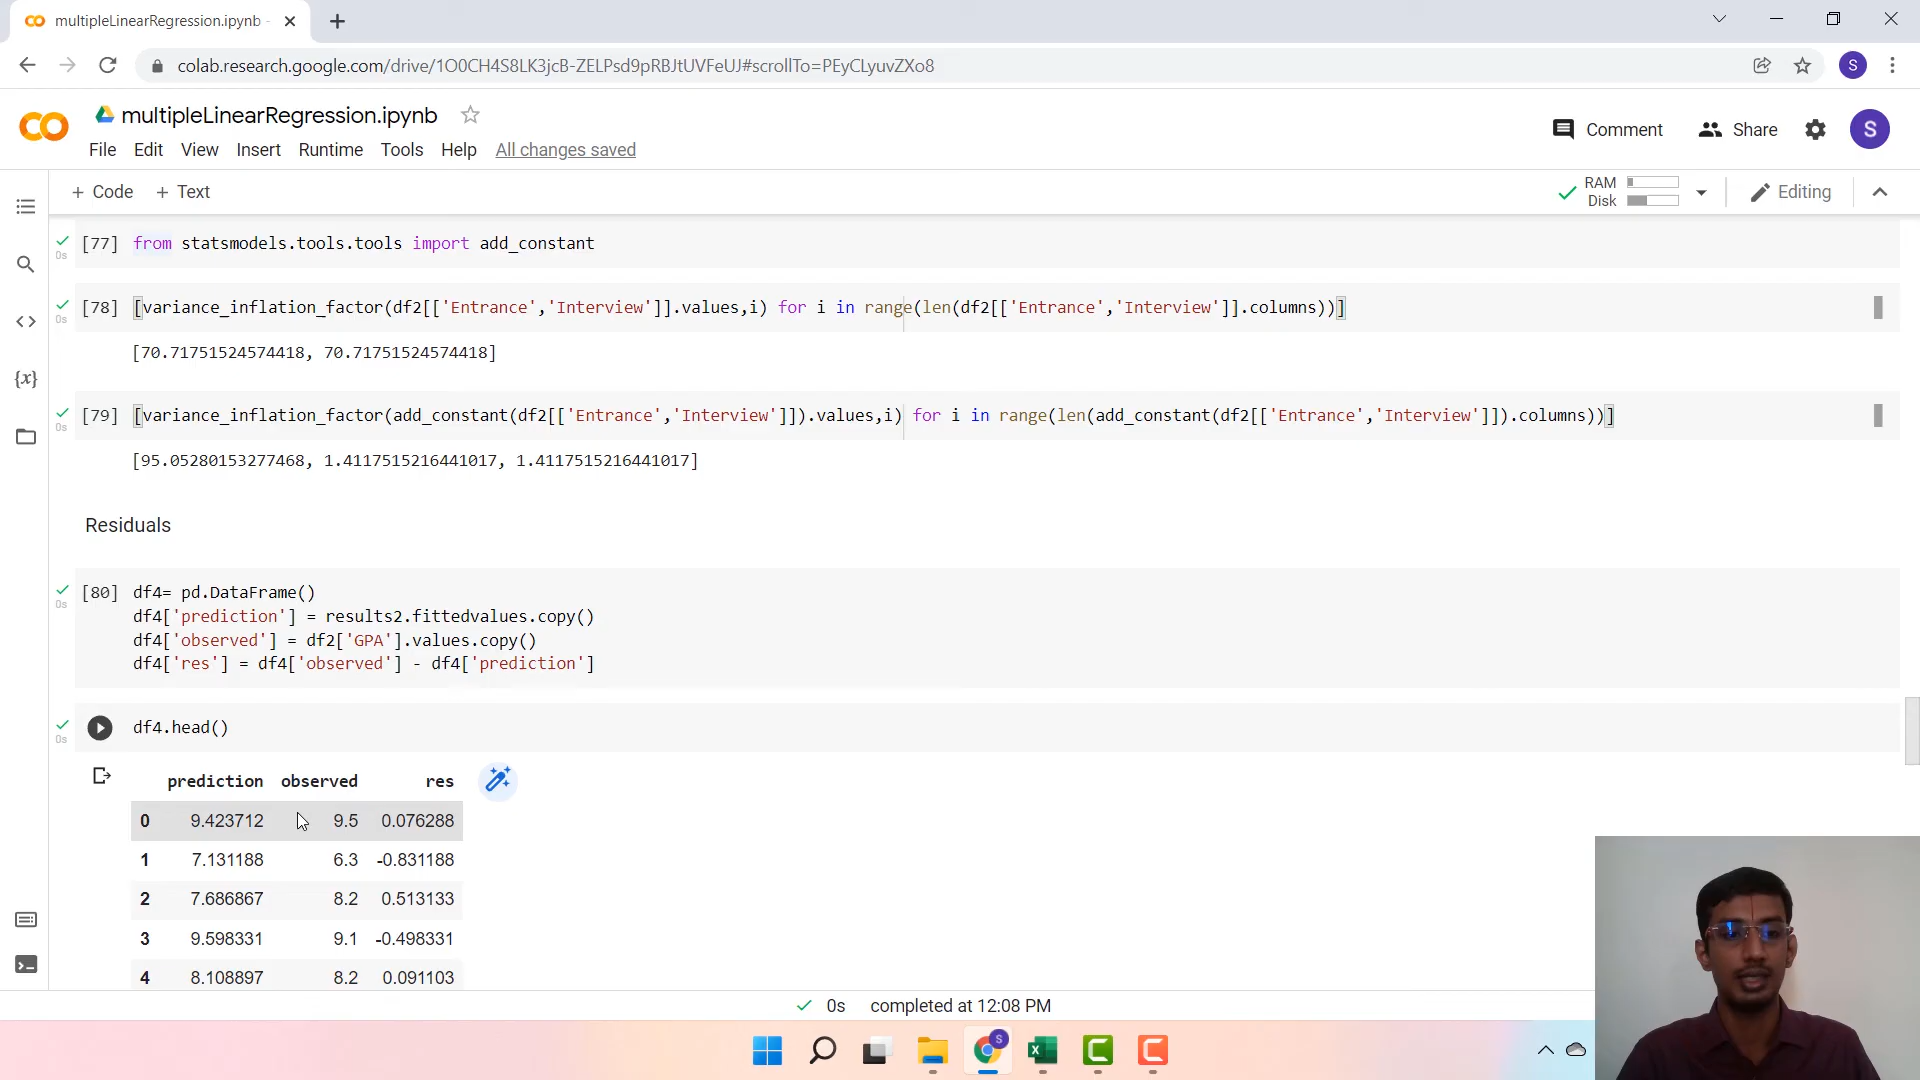 multipleLinearRegression.ipynb -
colab.research.google.com/drive/1O0CH4S8LK3jcB-ZELPsd9pRBJtUVFeUJ#scrollTo=PEyCLyuvZXo8
S
multipleLinearRegression.ipynb
Comment
Share
S
File Edit View Insert Runtime Tools Help All changes saved
+ Code + Text
RAM
Disk
Editing
[77] from statsmodels.tools.tools import add_constant
0s
[78] [variance_inflation_factor(df2[['Entrance','Interview']].values,i) for i in range(len(df2[['Entrance','Interview']].columns))]
0s
[70.71751524574418, 70.71751524574418]
[79] [variance_inflation_factor(add_constant(df2[['Entrance','Interview']]).values,i) for i in range(len(add_constant(df2[['Entrance','Interview']]).columns))]
0s
[95.05280153277468, 1.4117515216441017, 1.4117515216441017]
Residuals
[80] df4= pd.DataFrame()
0s
df4['prediction'] = results2.fittedvalues.copy()
df4['observed'] = df2['GPA'].values.copy()
df4['res'] = df4['observed'] - df4['prediction']
df4.head()
0s
prediction observed res
0 9.423712 9.5 0.076288
1 7.131188 6.3 -0.831188
2 7.686867 8.2 0.513133
3 9.598331 9.1 -0.498331
4 8.108897 8.2 0.091103
0s completed at 12:08 PM
S